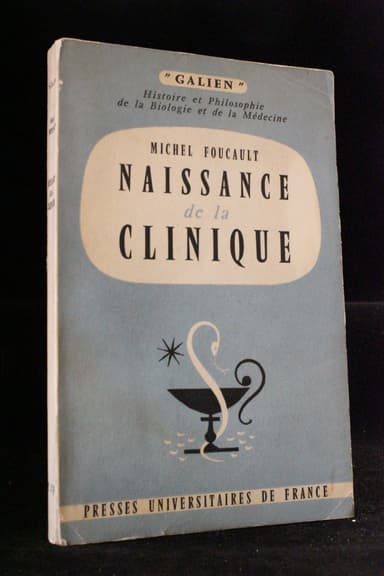 " GALIEN "
Histoire et Philosophie
de la Biologie et de la Médecine
MICHEL FOUCAULT
NAISSANCE
de la
CLINIQUE
PRESSES UNIVERSITAIRES DE FRANCE